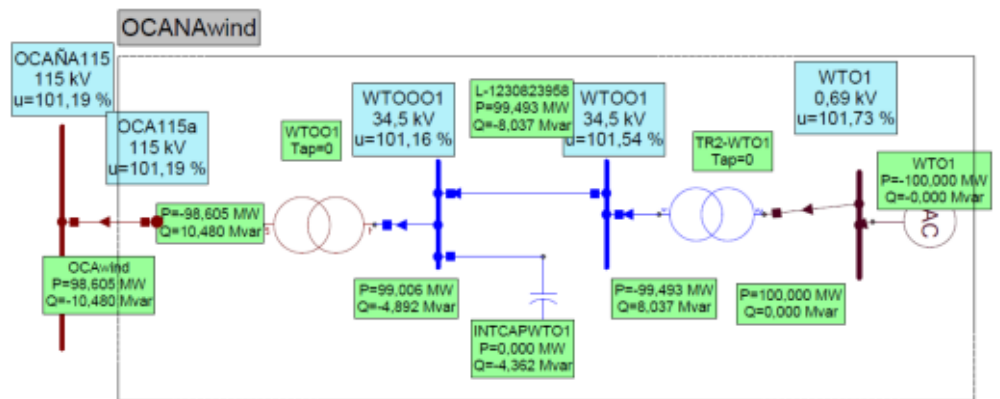 OCANAwind
OCAÑA115
115 kV
u=101,19 %
OCA115a
115 kV
u=101,19 %
WTOO1
Tap=0
WTOOO1
34,5 kV
u=101,16 %
L-1230823958
P=99,493 MW
Q=-8,037 Mvar
WTOO1
34,5 kV
u=101,54 %
TR2-WTO1
Tap=0
WTO1
0,69 kV
u=101,73 %
WTO1
P=-100,000 MW
Q=-0,000 Mvar
AC
P=-98,605 MW
Q=10,480 Mvar
OCAwind
P=98,605 MW
Q=-10,480 Mvar
P=99,006 MW
Q=-4,892 Mvar
INTCAPWTO1
P=0,000 MW
Q=-4,362 Mvar
P=-99,493 MW
Q=8,037 Mvar
P=100,000 MW
Q=0,000 Mvar